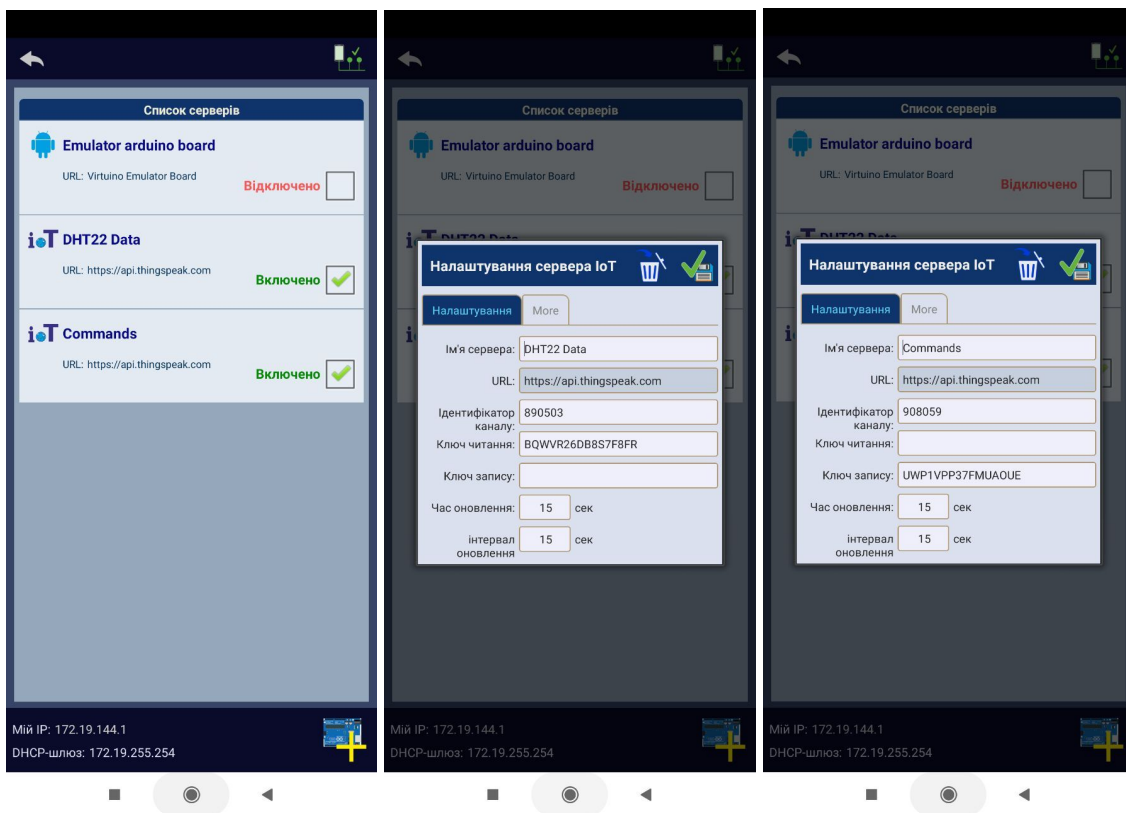 Список серверів
Emulator arduino board
URL: Virtuino Emulator Board
Відключено
ioT DHT22 Data
URL: https://api.thingspeak.com
Включено
ioT Commands
URL: https://api.thingspeak.com
Включено
Мій IP: 172.19.144.1
DHCP-шлюз: 172.19.255.254
Список серверів
Emulator arduino board
URL: Virtuino Emulator Board
Відключено
DHT22 Data
Налаштування сервера IoT
Налаштування More
Ім'я сервера: DHT22 Data
URL: https://api.thingspeak.com
Ідентифікатор каналу: 890503
Ключ читання: BQWVR26DB8S7F8FR
Ключ запису:
Час оновлення: 15 сек
інтервал оновлення 15 сек
Мій IP: 172.19.144.1
DHCP-шлюз: 172.19.255.254
Список серверів
Emulator arduino board
URL: Virtuino Emulator Board
Відключено
DHT22 Data
Налаштування сервера IoT
Налаштування More
Ім'я сервера: Commands
URL: https://api.thingspeak.com
Ідентифікатор каналу: 908059
Ключ читання:
Ключ запису: UWP1VPP37FMUAOUE
Час оновлення: 15 сек
інтервал оновлення 15 сек
Мій IP: 172.19.144.1
DHCP-шлюз: 172.19.255.254